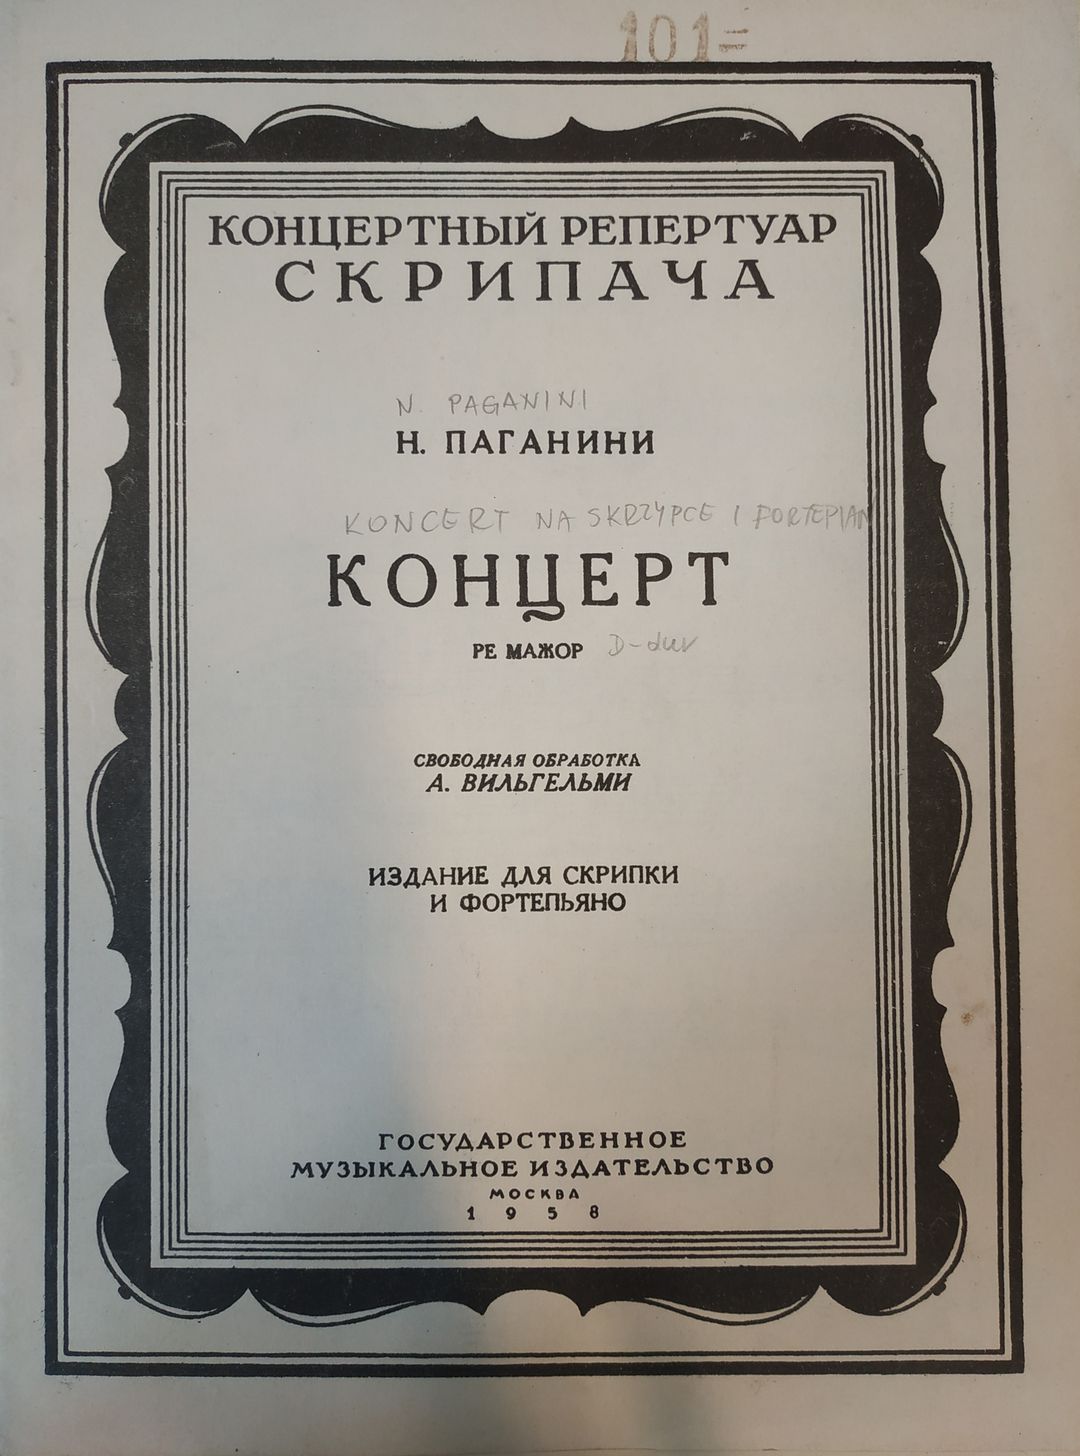 101=
КОНЦЕРТНЫЙ РЕПЕРТУАР
СКРИПАЧА
N. PAGANINI
Н. ПАГАНИНИ
KONCERT NA SKRZYPCE I FORTEPIAN
КОНЦЕРТ
РЕ МАЖОР D-dur
СВОБОДНАЯ ОБРАБОТКА
А. ВИЛЬГЕЛЬМИ
ИЗДАНИЕ ДЛЯ СКРИПКИ
И ФОРТЕПЬЯНО
ГОСУДАРСТВЕННОЕ
МУЗЫКАЛЬНОЕ ИЗДАТЕЛЬСТВО
МОСКВА
1958